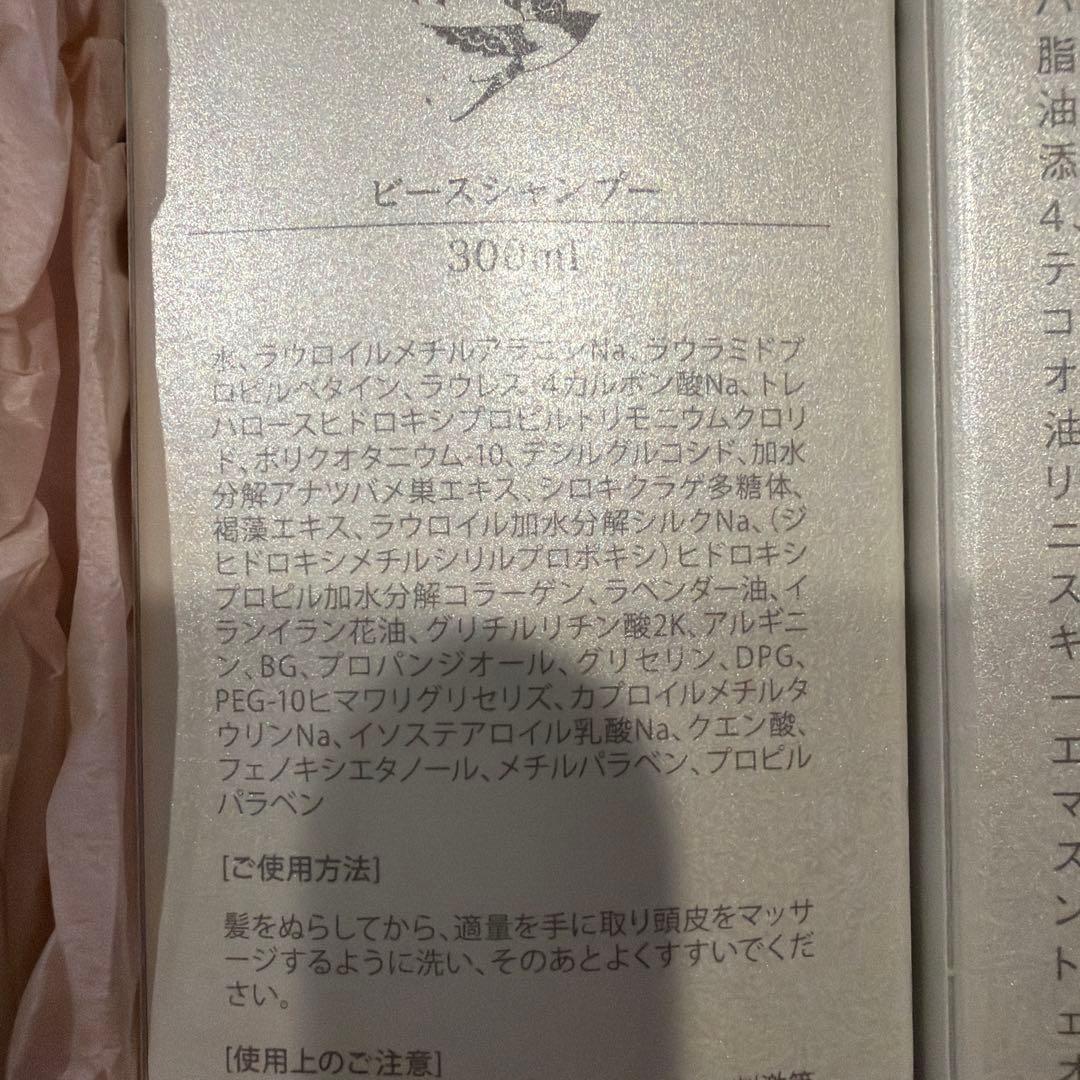 ビースシャンプー
300ml
水、ラウロイルメチルアラニンNa、ラウラミドプ
ロピルベタイン、ラウレス-4カルボン酸Na、トレ
ハロースヒドロキシプロピルトリモニウムクロリ
ド、ポリクオタニウム-10、デシルグルコシド、加水
分解アナツバメ巣エキス、シロキクラゲ多糖体、
褐藻エキス、ラウロイル加水分解シルクNa、（ジ
ヒドロキシメチルシリルプロポキシ）ヒドロキシ
プロピル加水分解コラーゲン、ラベンダー油、イ
ランイラン花油、グリチルリチン酸2K、アルギニ
ン、BG、プロパンジオール、グリセリン、DPG、
PEG-10ヒマワリグリセリズ、カプロイルメチルタ
ウリンNa、イソステアロイル乳酸Na、クエン酸、
フェノキシエタノール、メチルパラベン、プロピル
パラベン
[ご使用方法]
髪をぬらしてから、適量を手に取り頭皮をマッサ
ージするように洗い、そのあとよくすすいでくだ
さい。
[使用上のご注意]
脂
油
添
4、
テ
コ
オ
油
リ
ニ
ス
キ
ー
エ
マ
ス
ン
ト
ェ
オ